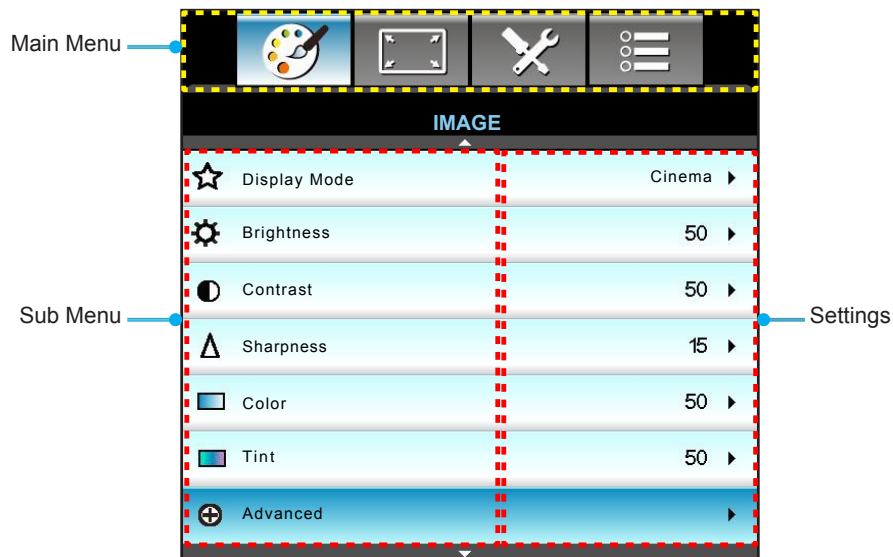 Main Menu
IMAGE
Display Mode Cinema
Brightness 50
Contrast 50
Sub Menu
Settings
Sharpness 15
Color 50
Tint 50
Advanced